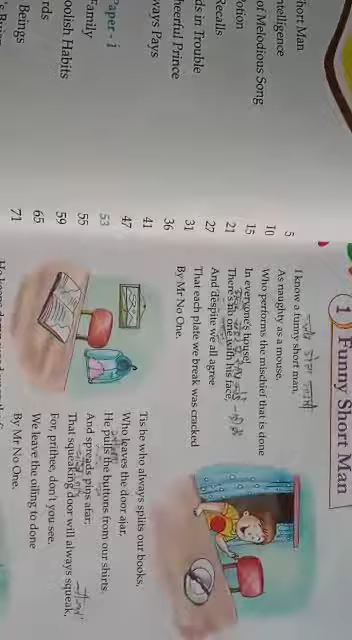 hort Man
ntelligence
of Melodious Song
otion
Recalls
ds in Trouble
heerful Prince
ways Pays
Paper - i
Family
oolish Habits
rds
Beings
5
10
15
21
27
31
36
41
47
53
55
59
65
71
1 Funny Short Man
I know a funny short man,
As naughty as a mouse,
Who performs the mischief that is done
In everyone's house!
There's no one with his face,
And despite we all agree
That each plate we break was cracked
By Mr No One.
Tis he who always splits our books,
Who leaves the door ajar,
He pulls the buttons from our shirts,
And spreads pins afar;
That squeaking door will always squeak,
For, prithee, don't you see,
We leave the oiling to done
By Mr No One.